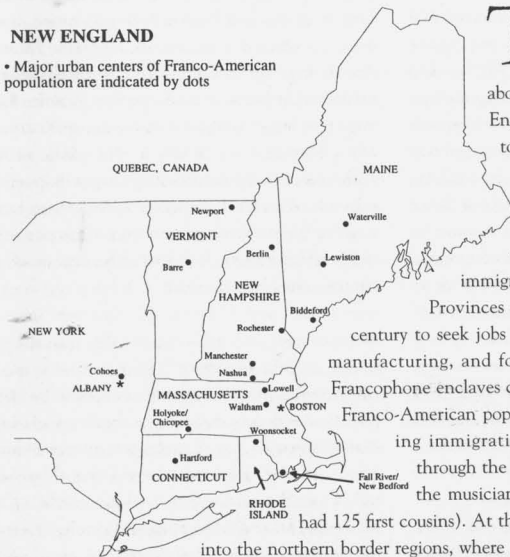 NEW ENGLAND
• Major urban centers of Franco-American
population are indicated by dots
QUEBEC, CANADA
MAINE
Newport
VERMONT
Waterville
Berlin
Barre
Lewiston
NEW
HAMPSHIRE
Biddeford
NEW YORK
Rochester
Manchester
Cohoes
ALBANY
Nashua
MASSACHUSETTS
Lowell
Waltham
BOSTON
Holyoke/
Chicopee
Woonsocket
Hartford
CONNECTICUT
Fall River/
New Bedford
RHODE
ISLAND
abo
En
to
immigr
Provinces
century to seek jobs
manufacturing, and fo
Francophone enclaves c
Franco-American pop
ing immigrati
through the
the musician
had 125 first cousins). At th
into the northern border regions, where